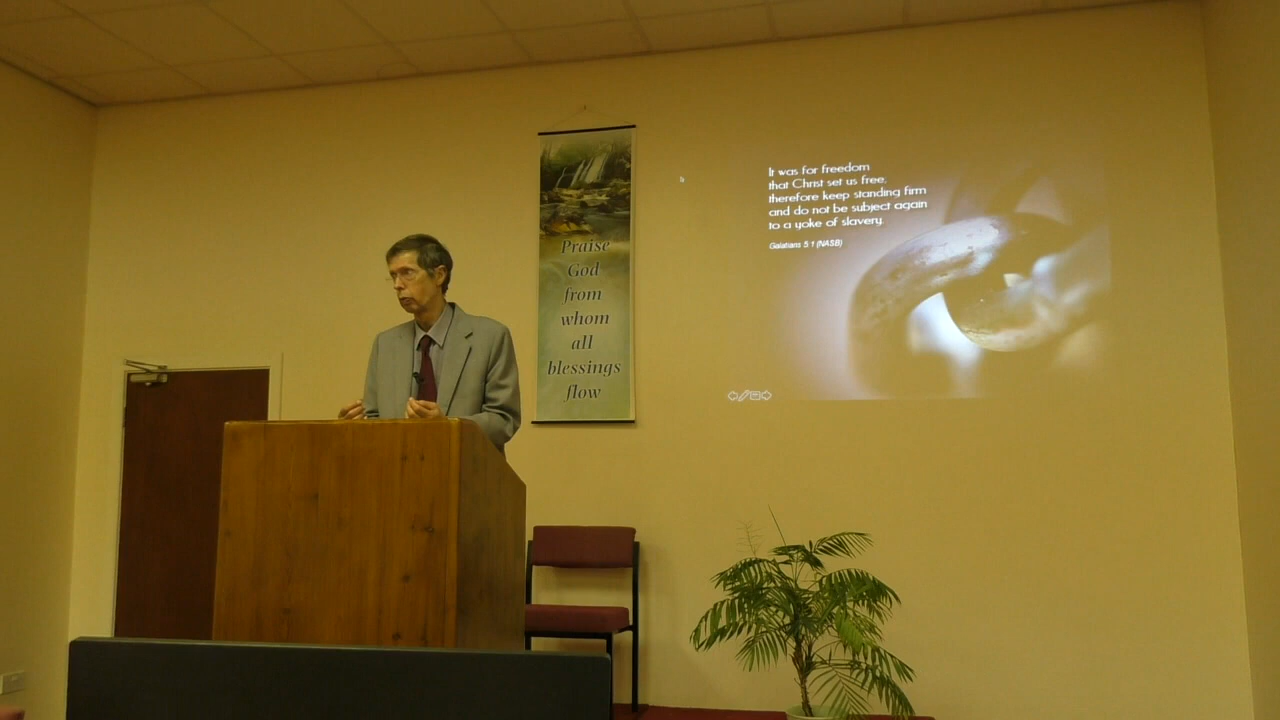 Praise
God
from
whom
all
blessings
flow
It was for freedom
that Christ set us free,
therefore keep standing firm
and do not be subject again
to a yoke of slavery.
Galatians 5:1 (NASB)